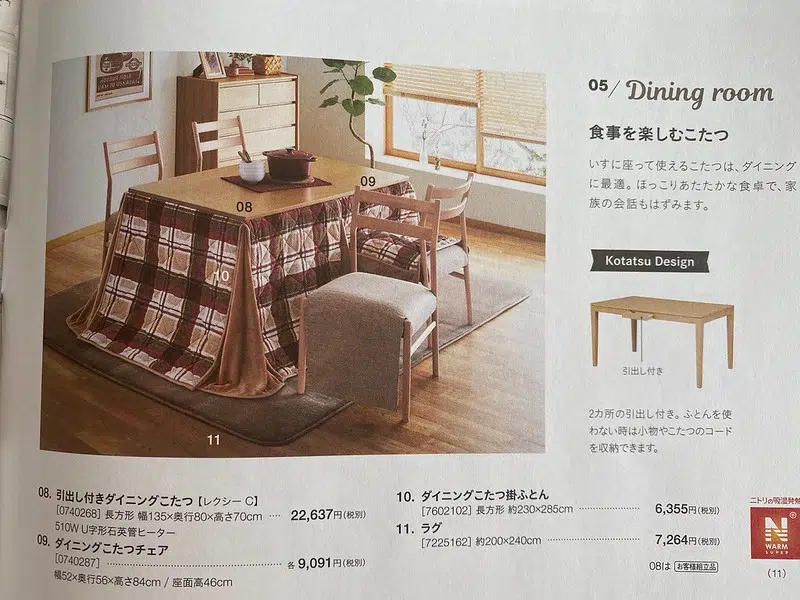 05/ Dining room
食事を楽しむこたつ
いすに座って使えるこたつは、ダイニング
に最適。ほっこりあたたかな食卓で、家
族の会話もはずみます。
08
09
10
11
Kotatsu Design
引出し付き
2カ所の引出し付き。ふとんを使
わない時は小物やこたつのコード
を収納できます。
08. 引出し付きダイニングこたつ【レクシー C】
[0740268] 長方形 幅135×奥行80×高さ70cm ···· 22,637円(税別)
510W U字形石英管ヒーター
09. ダイニングこたつチェア
[0740287] ································ 各9,091円(税別)
幅52×奥行56×高さ84cm / 座面高46cm
10. ダイニングこたつ掛ふとん
[7602102] 長方形 約230×285cm ················ 6,355円(税別)
11. ラグ
[7225162] 約200×240cm ························ 7,264円(税別)
08は お客様組立品
ニトリの吸湿発熱
N
WARM
SUPER
(11)